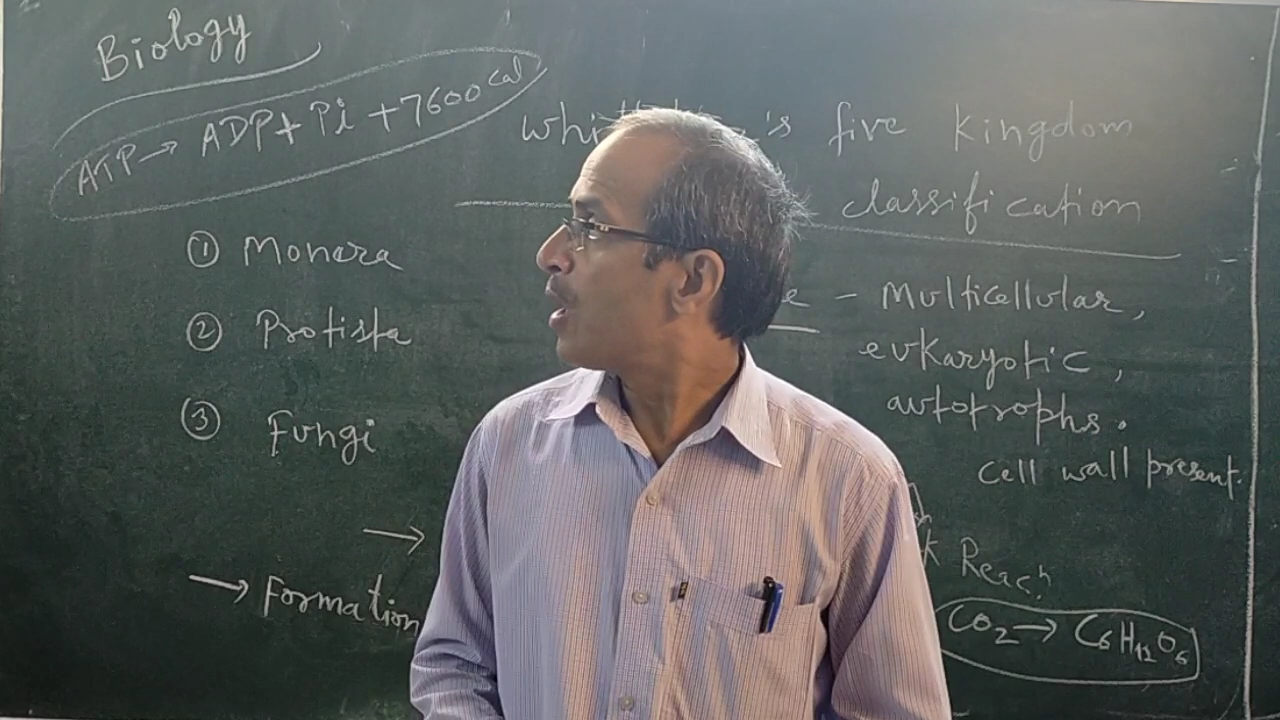 Biology
ATP → ADP + Pi + 7600 cal
's five kingdom
classification
① Monera
② Protista
③ Fungi
– Multicellular,
eukaryotic,
autotrophs.
cell wall present.
→
→ Formation
CO₂ → C₆H₁₂O₆